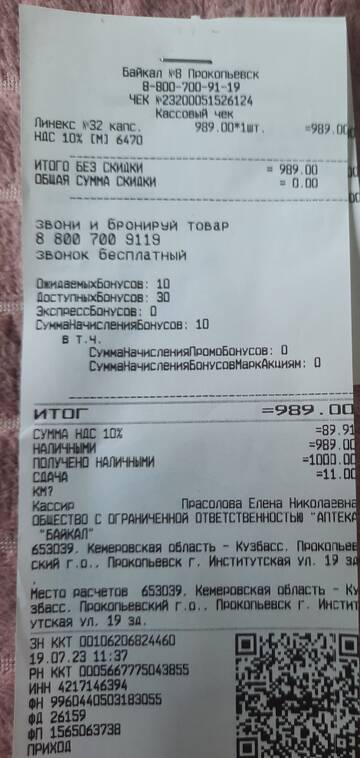 Байкал №8 Прокопьевск
8-800-700-91-19
ЧЕК №23200051526124
Кассовый чек
Линекс №32 капс. 989.00*1шт. =989.00
НДС 10% [М] 6470
ИТОГО БЕЗ СКИДКИ = 989.00
ОБЩАЯ СУММА СКИДКИ = 0.00
ЗВОНИ И БРОНИРУЙ ТОВАР
8 800 700 9119
ЗВОНОК БЕСПЛАТНЫЙ
ОжидаемыхБонусов: 10
ДоступныхБонусов: 30
ЭкспрессБонусов: 0
СуммаНачисленияБонусов: 10
в т.ч.
СуммаНачисленияПромоБонусов: 0
СуммаНачисленияБонусовМаркАкциям: 0
ИТОГ =989.00
СУММА НДС 10% =89.91
НАЛИЧНЫМИ =989.00
ПОЛУЧЕНО НАЛИЧНЫМИ =1000.00
СДАЧА =11.00
КМ?
Кассир Прасолова Елена Николаевна
ОБЩЕСТВО С ОГРАНИЧЕННОЙ ОТВЕТСТВЕННОСТЬЮ "АПТЕКА
"БАЙКАЛ"
653039, Кемеровская область - Кузбасс, Прокопьев
ский г.о., Прокопьевск г, Институтская ул, 19 зд
.
Место расчетов 653039, Кемеровская область - Ку
збасс, Прокопьевский г.о., Прокопьевск г, Инстит
утская ул, 19 зд.
ЗН ККТ 00106206824460
19.07.23 11:37
РН ККТ 0005667775043855
ИНН 4217146394
ФН 9960440503183055
ФД 26159
ФП 1565063738
ПРИХОД